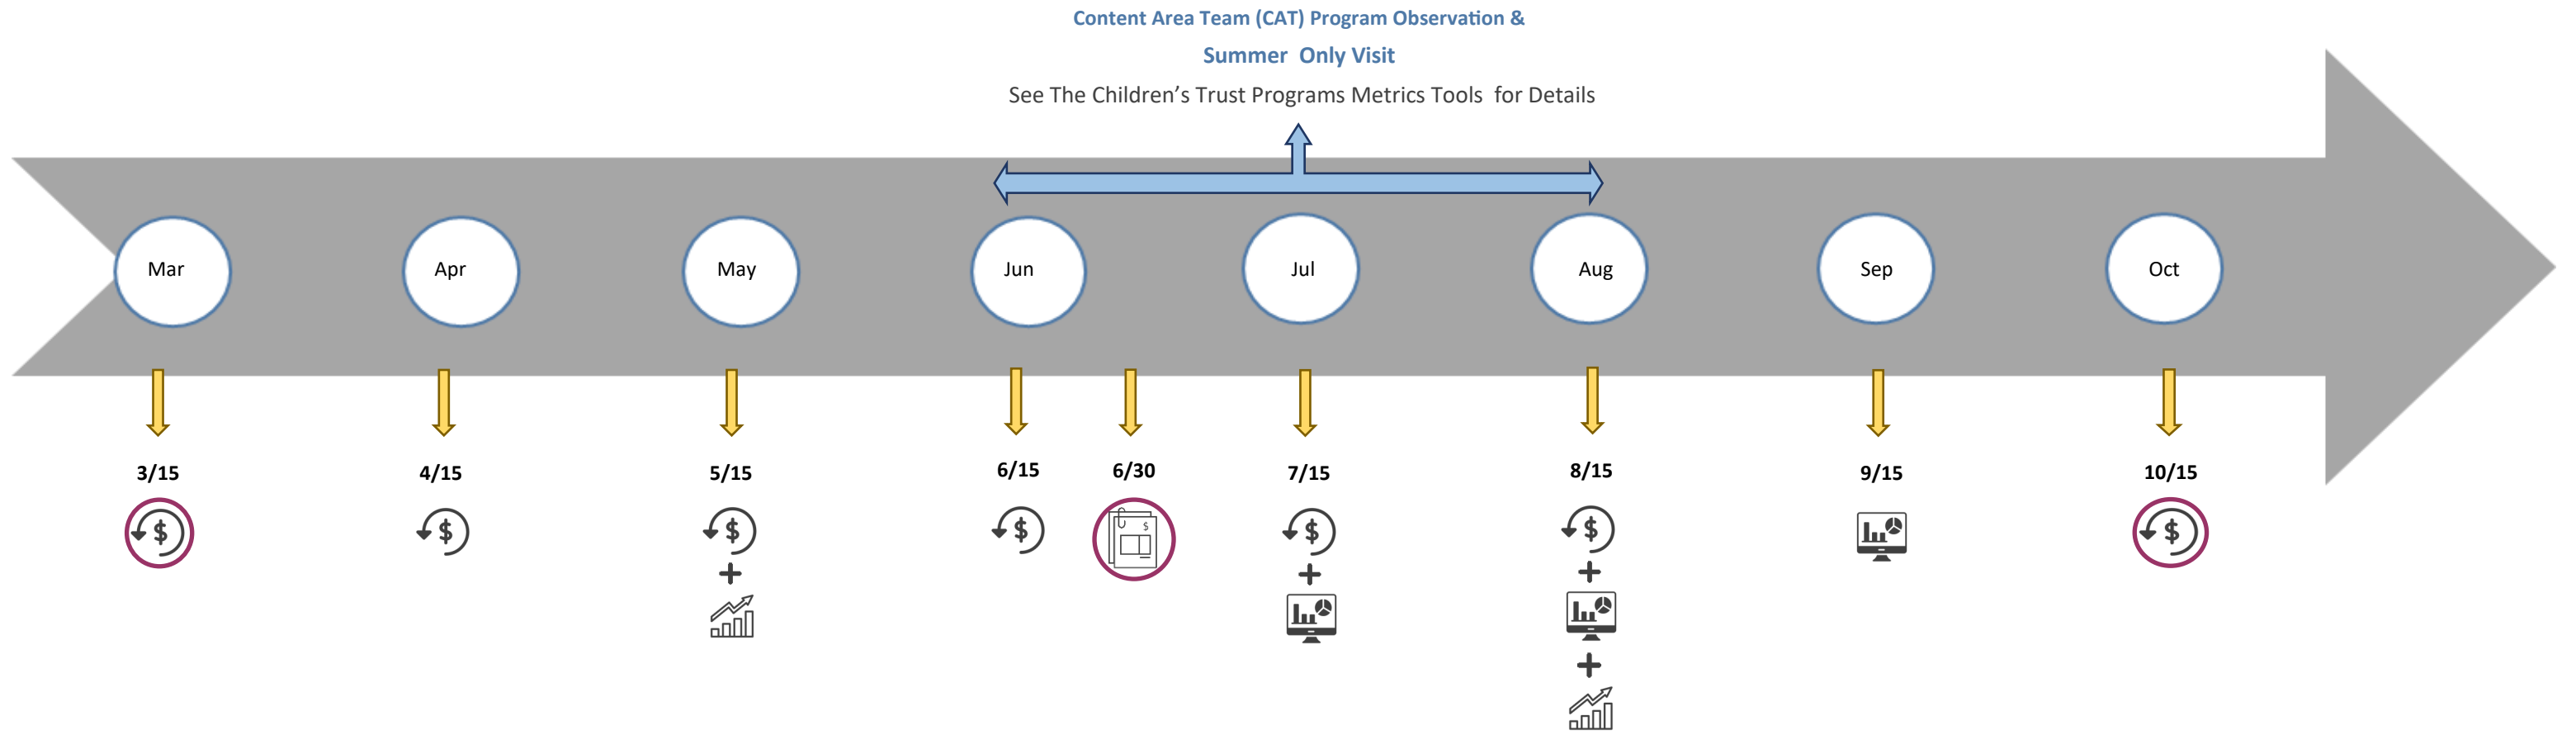 Content Area Team (CAT) Program Observation &
Summer Only Visit
See The Children's Trust Programs Metrics Tools for Details
Mar
Apr
May
Jun
Jul
Aug
Sep
Oct
3/15
4/15
5/15
6/15
6/30
7/15
8/15
9/15
10/15
$
$
$
$
$
$
$
$
+
+
+
+